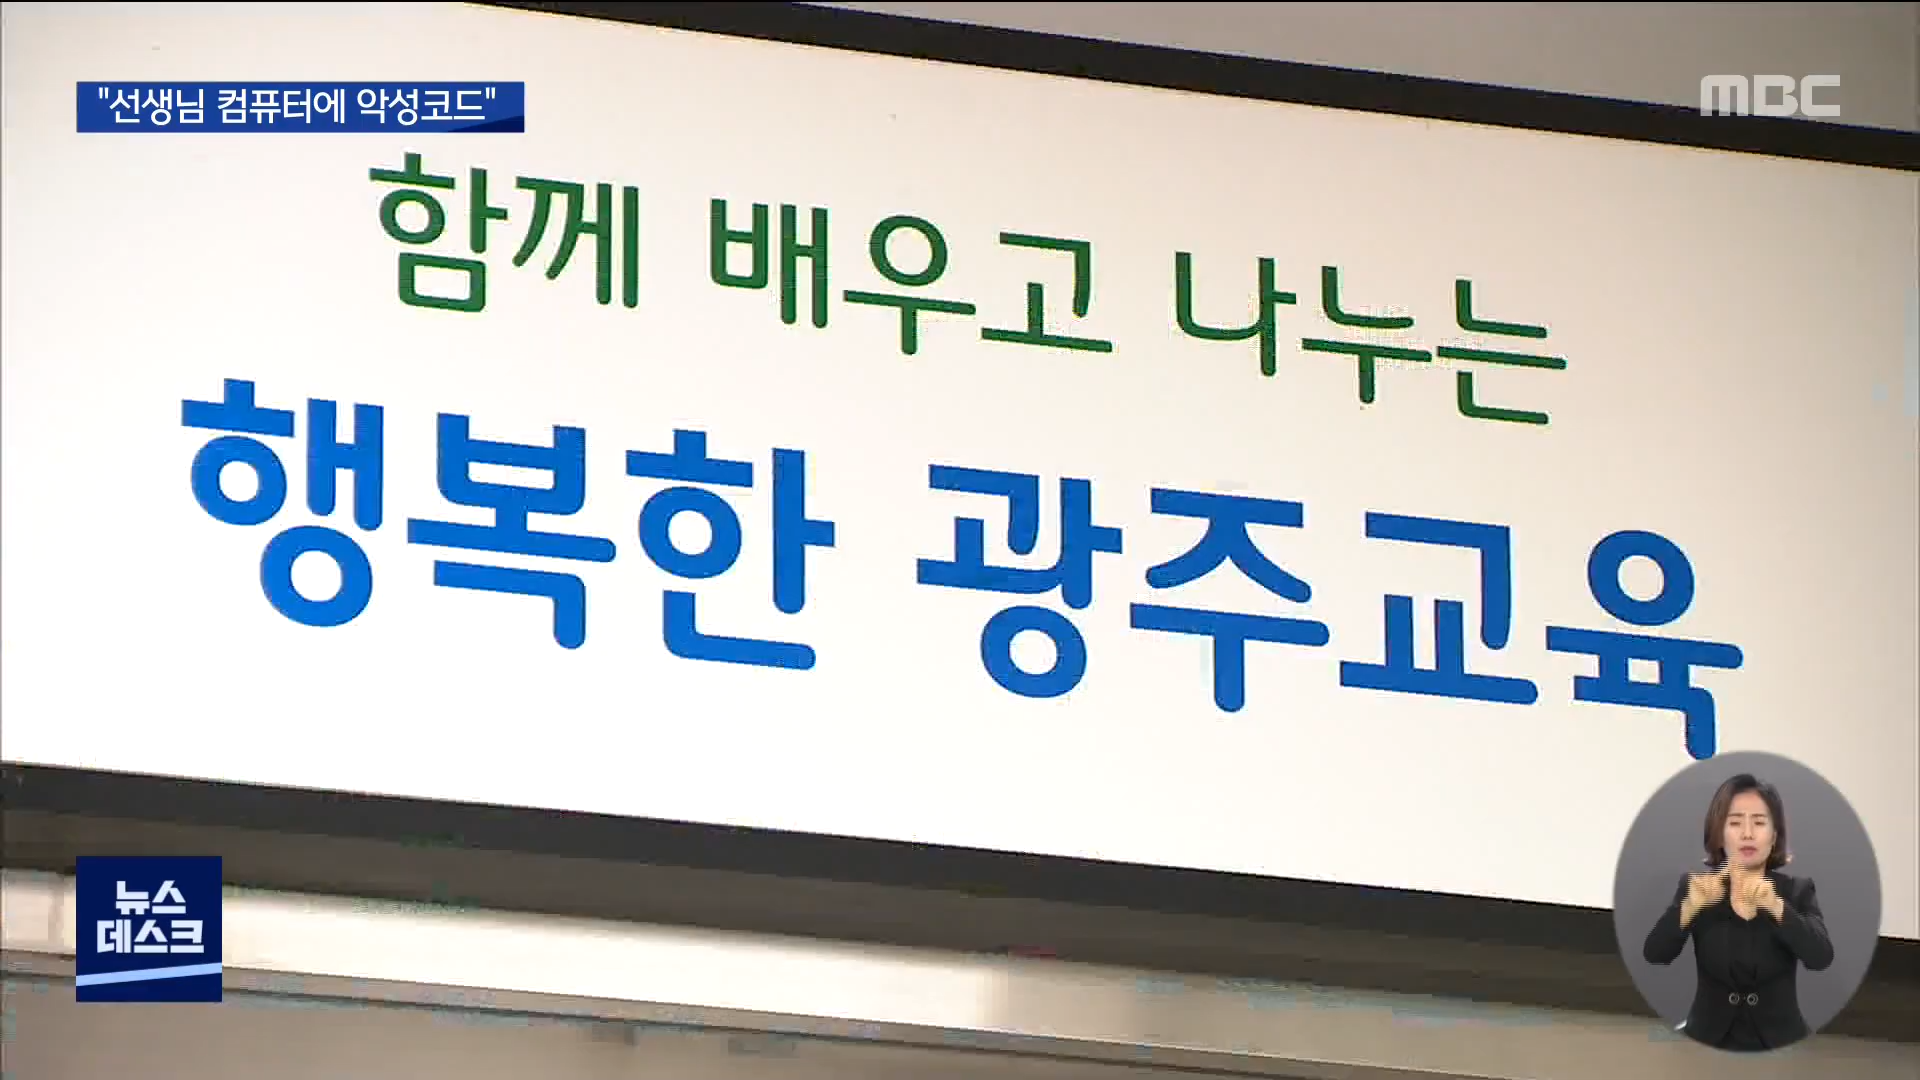 "선생님 컴퓨터에 악성코드"
MBC
함께 배우고 나누는
행복한 광주교육
뉴스
데스크